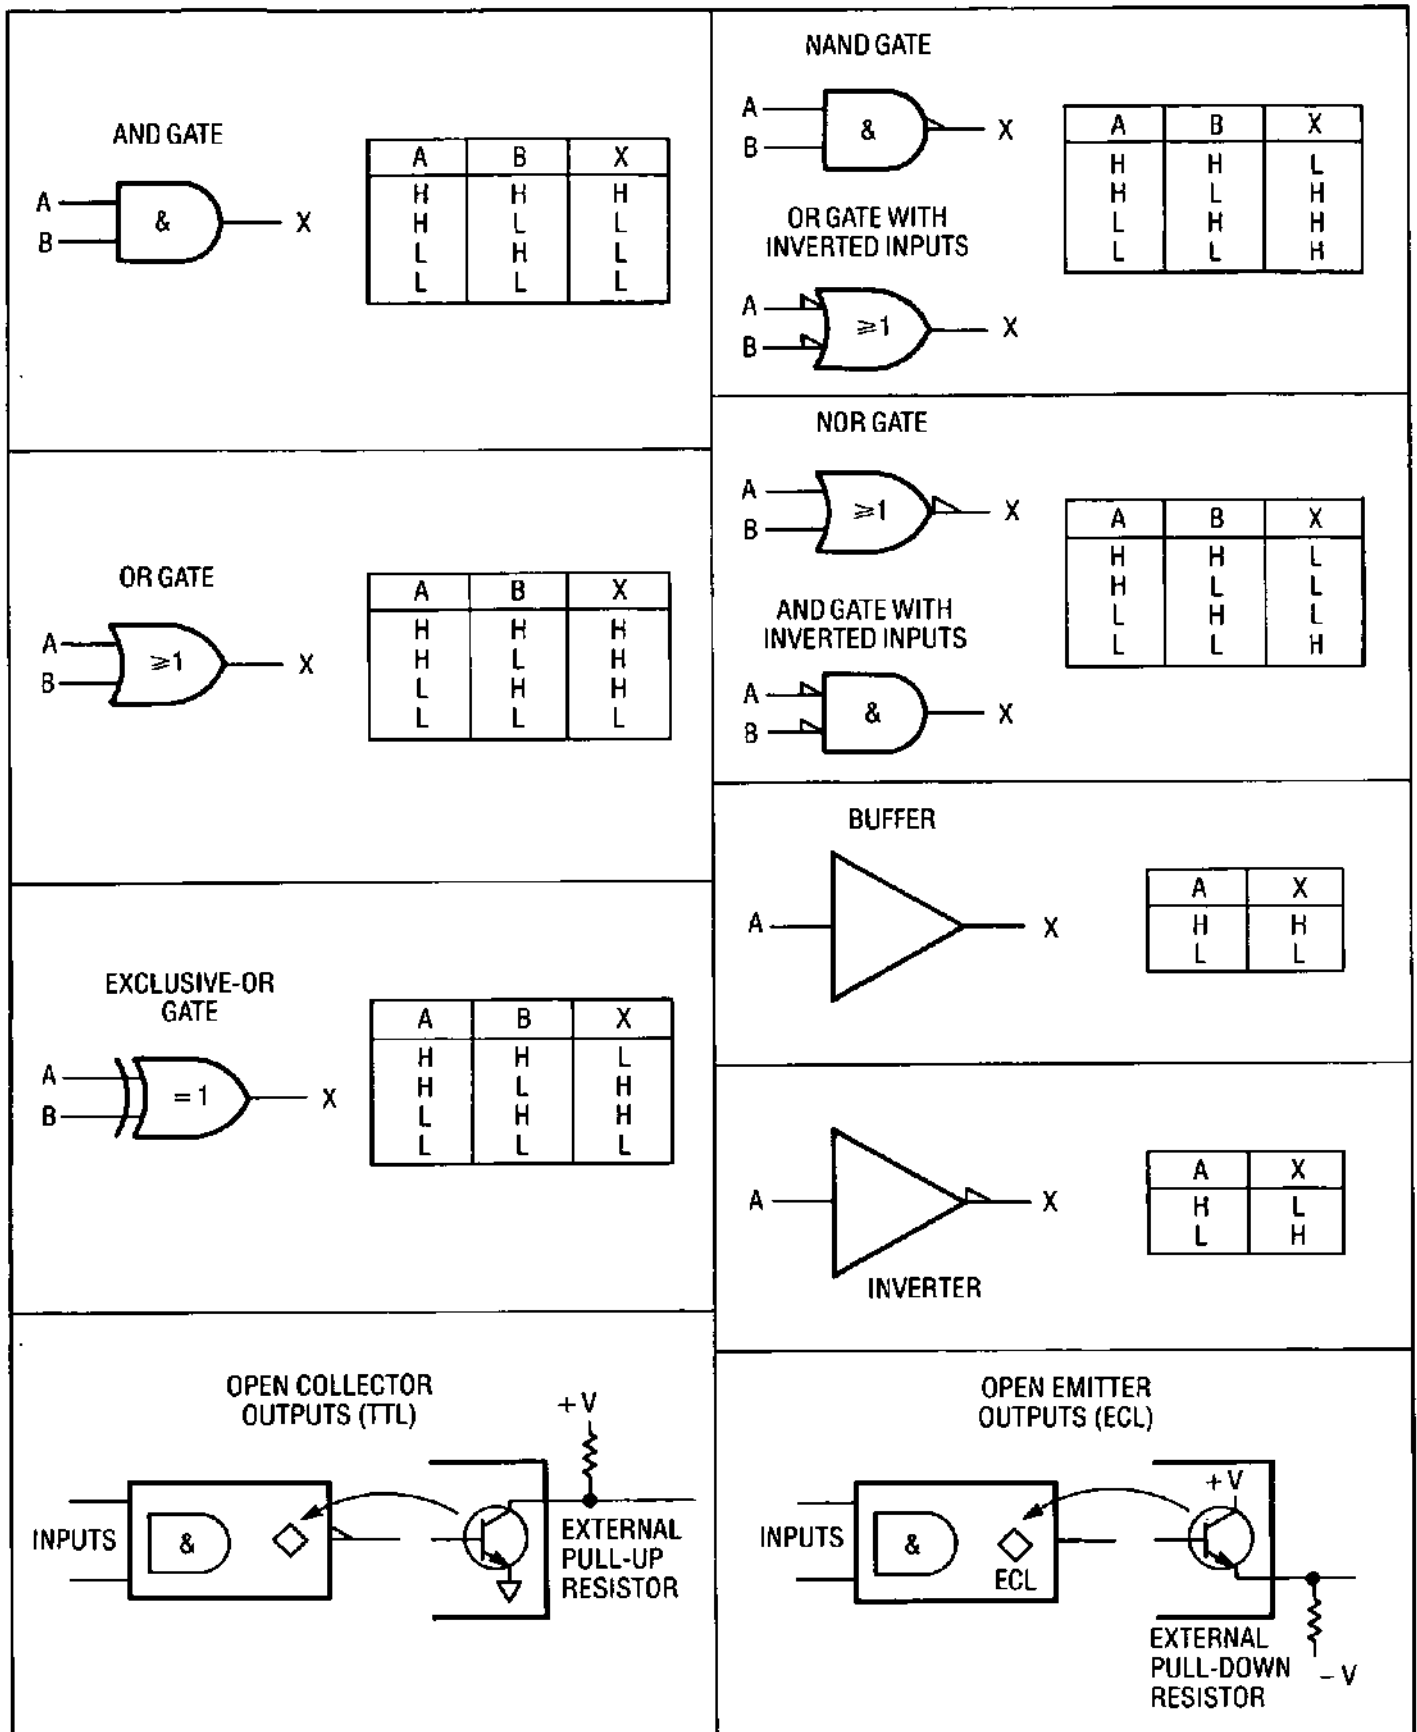 AND GATE
A
B
&
X
A B X
H H H
H L L
L H L
L L L
OR GATE
A
B
≥1
X
A B X
H H H
H L H
L H H
L L L
EXCLUSIVE-OR
GATE
A
B
= 1
X
A B X
H H L
H L H
L H H
L L L
OPEN COLLECTOR
OUTPUTS (TTL)
+V
INPUTS
&
EXTERNAL
PULL-UP
RESISTOR
NAND GATE
A
B
&
X
OR GATE WITH
INVERTED INPUTS
A
B
≥1
X
A B X
H H L
H L H
L H H
L L H
NOR GATE
A
B
≥1
X
AND GATE WITH
INVERTED INPUTS
A
B
&
X
A B X
H H L
H L L
L H L
L L H
BUFFER
A
X
A X
H H
L L
A
X
INVERTER
A X
H L
L H
OPEN EMITTER
OUTPUTS (ECL)
+V
INPUTS
&
ECL
EXTERNAL
PULL-DOWN
RESISTOR
–V